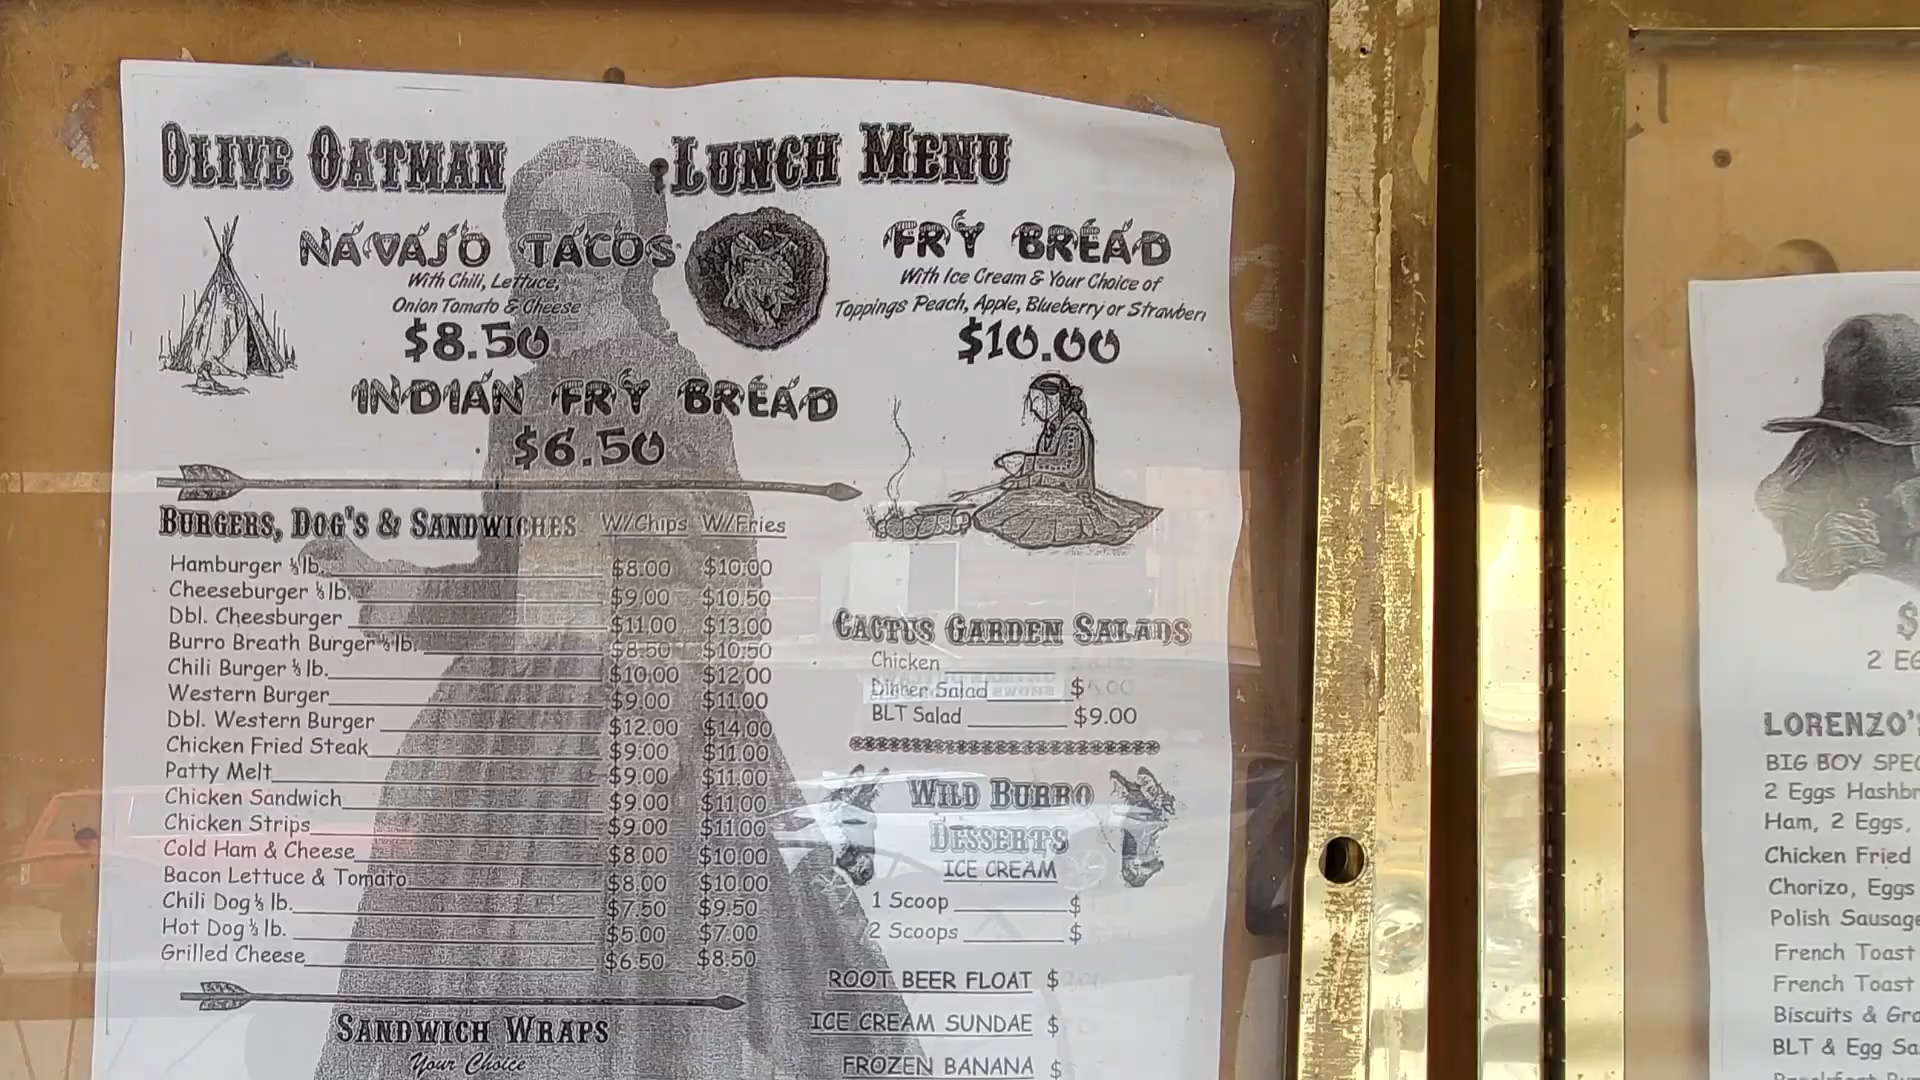 OLIVE OATMAN LUNCH MENU
NAVAJO TACOS
With Chili, Lettuce,
Onion Tomato & Cheese
$8.50
FRY BREAD
With Ice Cream & Your Choice of
Toppings Peach, Apple, Blueberry or Strawberr
$10.00
INDIAN FRY BREAD
$6.50
BURGERS, DOG'S & SANDWICHES W/Chips W/Fries
Hamburger ⅓ lb. $8.00 $10.00
Cheeseburger ⅓ lb. $9.00 $10.50
Dbl. Cheesburger $11.00 $13.00
Burro Breath Burger ⅓ lb. $8.50 $10.50
Chili Burger ⅓ lb. $10.00 $12.00
Western Burger $9.00 $11.00
Dbl. Western Burger $12.00 $14.00
Chicken Fried Steak $9.00 $11.00
Patty Melt $9.00 $11.00
Chicken Sandwich $9.00 $11.00
Chicken Strips $9.00 $11.00
Cold Ham & Cheese $8.00 $10.00
Bacon Lettuce & Tomato $8.00 $10.00
Chili Dog ⅓ lb. $7.50 $9.50
Hot Dog ⅓ lb. $5.00 $7.00
Grilled Cheese $6.50 $8.50
SANDWICH WRAPS
Your Choice
CACTUS GARDEN SALADS
Chicken
Dinner Salad $
BLT Salad $9.00
WILD BURRO
DESSERTS
ICE CREAM
1 Scoop $
2 Scoops $
ROOT BEER FLOAT $
ICE CREAM SUNDAE $
FROZEN BANANA $
$
2 EG
LORENZO'S
BIG BOY SPEC
2 Eggs Hashbr
Ham, 2 Eggs,
Chicken Fried
Chorizo, Eggs
Polish Sausage
French Toast
French Toast
Biscuits & Gra
BLT & Egg Sa